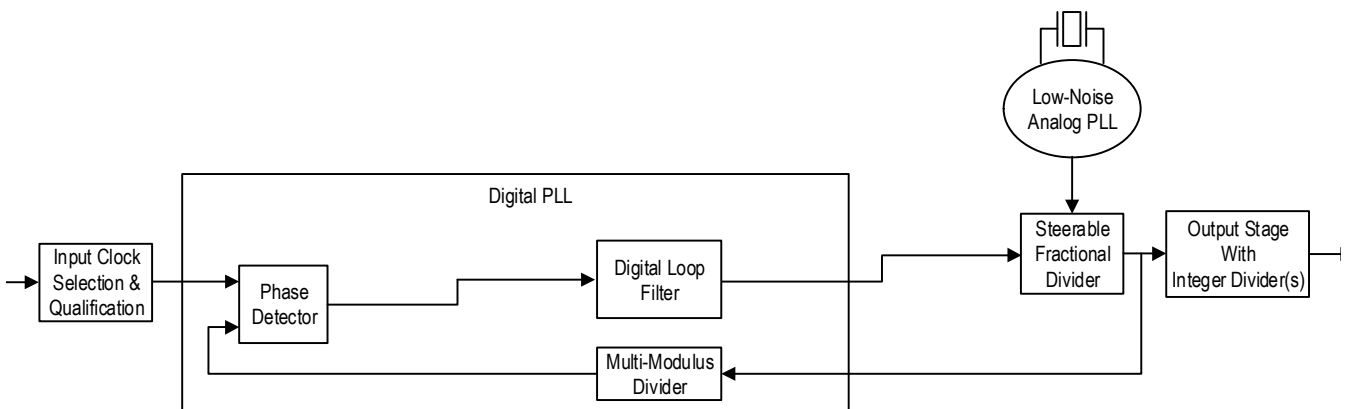 Low-Noise
Analog PLL
Digital PLL
Input Clock
Selection &
Qualification
Phase
Detector
Digital Loop
Filter
Steerable
Fractional
Divider
Output Stage
With
Integer Divider(s)
Multi-Modulus
Divider